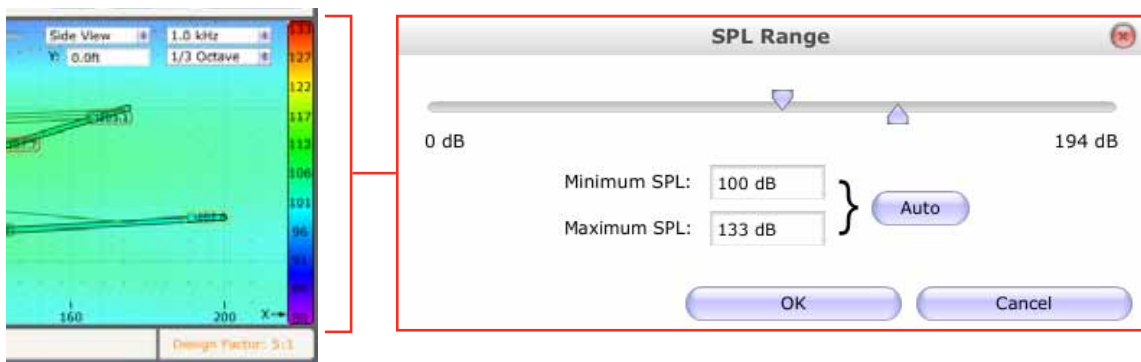 Side View
1.0 kHz
Y: 0.0ft
1/3 Octave
133
127
122
117
112
106
101
96
160
200
X
Design Factor: 5:1
SPL Range
0 dB
194 dB
Minimum SPL: 100 dB
Maximum SPL: 133 dB
Auto
OK
Cancel